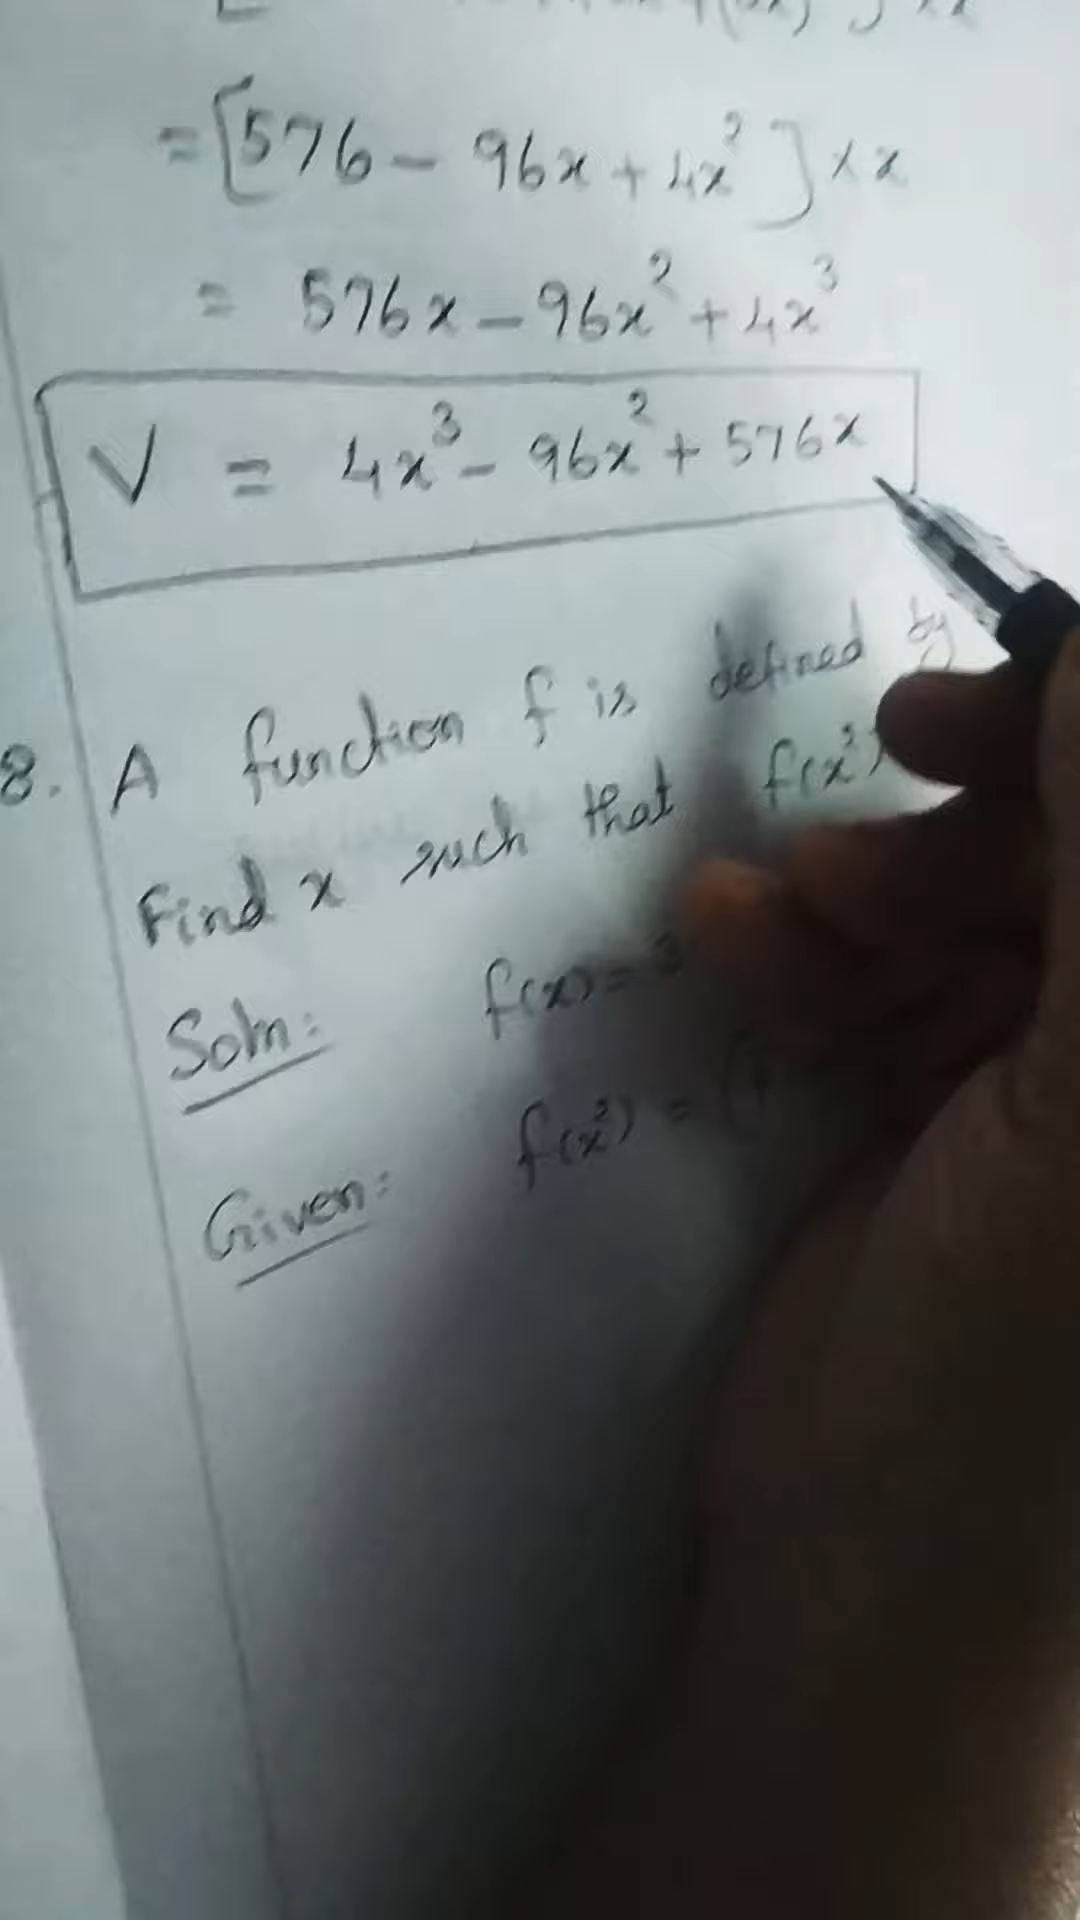 = [576 - 96x + 4x²] × x
= 576x - 96x² + 4x³
V = 4x³ - 96x² + 576x
8. A function f is defined by
Find x such that f(x²)
Soln: f(x) = 3
Given: f(x²) = (f